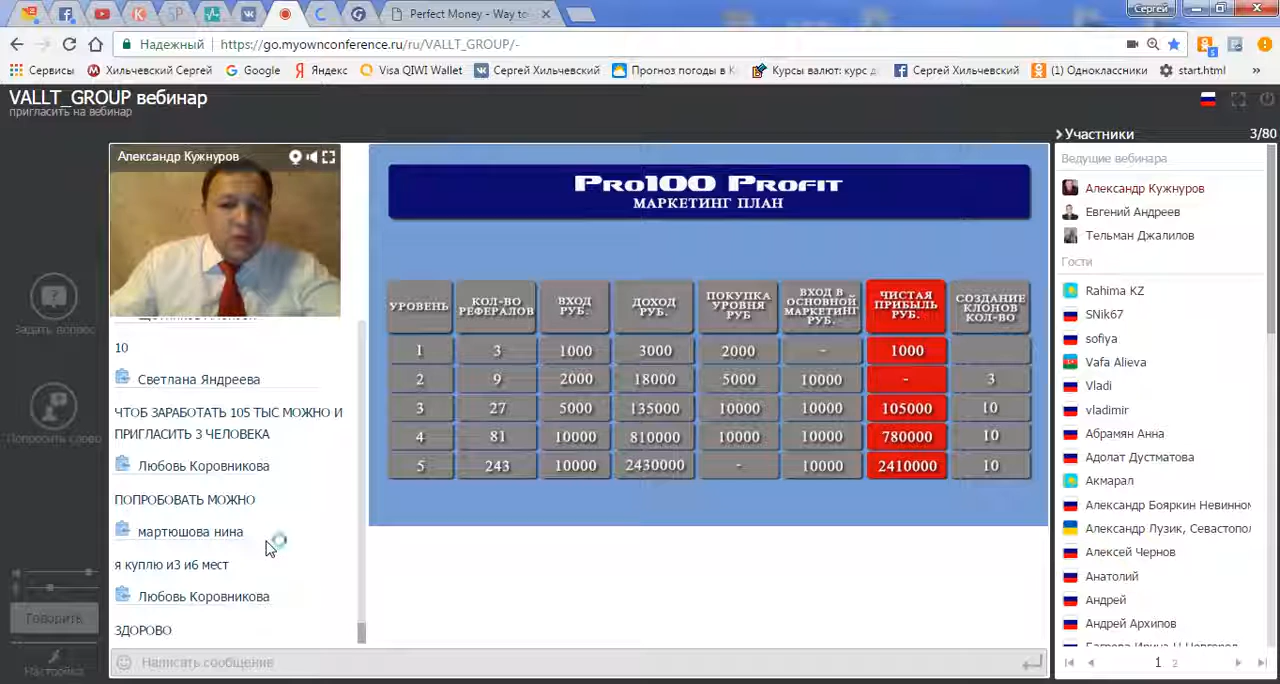 Сергей
Perfect Money - Way to
Надежный
https://go.myownconference.ru/ru/VALLT_GROUP/-
Сервисы
Хильчевский Сергей
Google
Яндекс
Visa QIWI Wallet
Сергей Хильчевский
Прогноз погоды в К
Курсы валют: курс д
Сергей Хильчевский
(1) Одноклассники
start.html
»
VALLT_GROUP вебинар
пригласить на вебинар
Участники
3/80
Александр Кужнуров
Задать вопрос
Попросить слово
Говорить
Настройка
10
Светлана Яндреева
ЧТОБ ЗАРАБОТАТЬ 105 ТЫС МОЖНО И
ПРИГЛАСИТЬ 3 ЧЕЛОВЕКА
Любовь Коровникова
ПОПРОБОВАТЬ МОЖНО
мартюшова нина
я куплю и3 и6 мест
Любовь Коровникова
ЗДОРОВО
Написать сообщение
PRO100 PROFIT
МАРКЕТИНГ ПЛАН
УРОВЕНЬ
КОЛ-ВО
РЕФЕРАЛОВ
ВХОД
РУБ.
ДОХОД
РУБ.
ПОКУПКА
УРОВНЯ
РУБ
ВХОД В
ОСНОВНОЙ
МАРКЕТИНГ
РУБ.
ЧИСТАЯ
ПРИБЫЛЬ
РУБ.
СОЗДАНИЕ
КЛОНОВ
КОЛ-ВО
1 3 1000 3000 2000 - 1000
2 9 2000 18000 5000 10000 - 3
3 27 5000 135000 10000 10000 105000 10
4 81 10000 810000 10000 10000 780000 10
5 243 10000 2430000 - 10000 2410000 10
Ведущие вебинара
Александр Кужнуров
Евгений Андреев
Тельман Джалилов
Гости
Rahima KZ
SNik67
sofiya
Vafa Alieva
Vladi
vladimir
Абрамян Анна
Адолат Дустматова
Акмарал
Александр Бояркин Невинном
Александр Лузик, Севастопол
Алексей Чернов
Анатолий
Андрей
Андрей Архипов
1 2